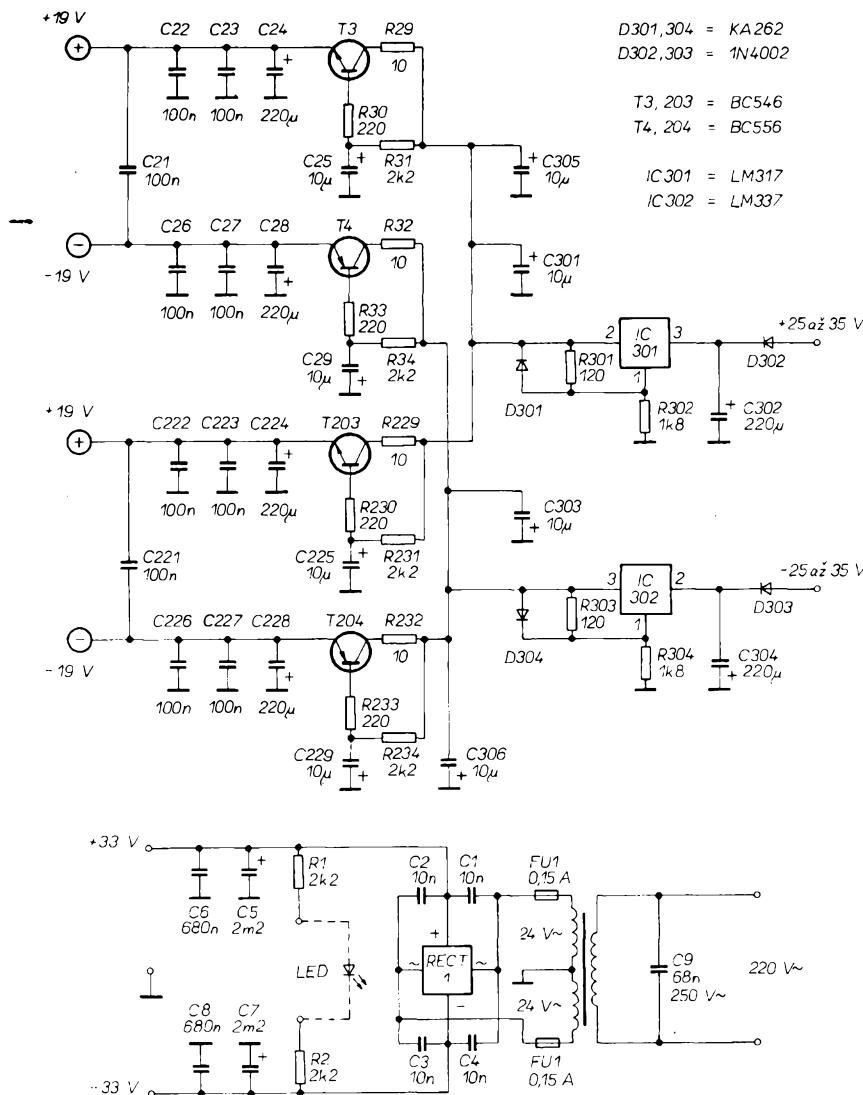 +19 V
C22 C23 C24 T3 R29
100n 100n 220µ 10
+
R30
220
C25
10µ
+
R31
2k2
C21
100n
+
C305
10µ
D301,304 = KA262
D302,303 = 1N4002
T3, 203 = BC546
T4, 204 = BC556
IC301 = LM317
IC302 = LM337
-19 V
C26 C27 C28 T4 R32
100n 100n 220µ 10
+
R33
220
C29
10µ
+
R34
2k2
+
C301
10µ
2 IC 301 3
1
+25 až 35 V
D302
D301
R301
120
R302
1k8
+
C302
220µ
+19 V
C222 C223 C224 T203 R229
100n 100n 220µ 10
+
R230
220
C225
10µ
+
R231
2k2
C221
100n
C303
+ 10µ
3 IC 302 2
1
-25 až 35 V
D303
D304
R303
120
R304
1k8
+
C304
220µ
-19 V
C226 C227 C228 T204 R232
100n 100n 220µ 10
+
R233
220
C229
10µ
+
R234
2k2
C306
+ 10µ
+33 V
C6
680n
+
C5
2m2
R1
2k2
C2
10n
C1
10n
FU1
0,15 A
24 V~
+
~ RECT 1 ~
-
LED
C9
68n
250 V~
220 V~
24 V~
C8
680n
C7
2m2
+
R2
2k2
C3
10n
C4
10n
FU1
0,15 A
-33 V